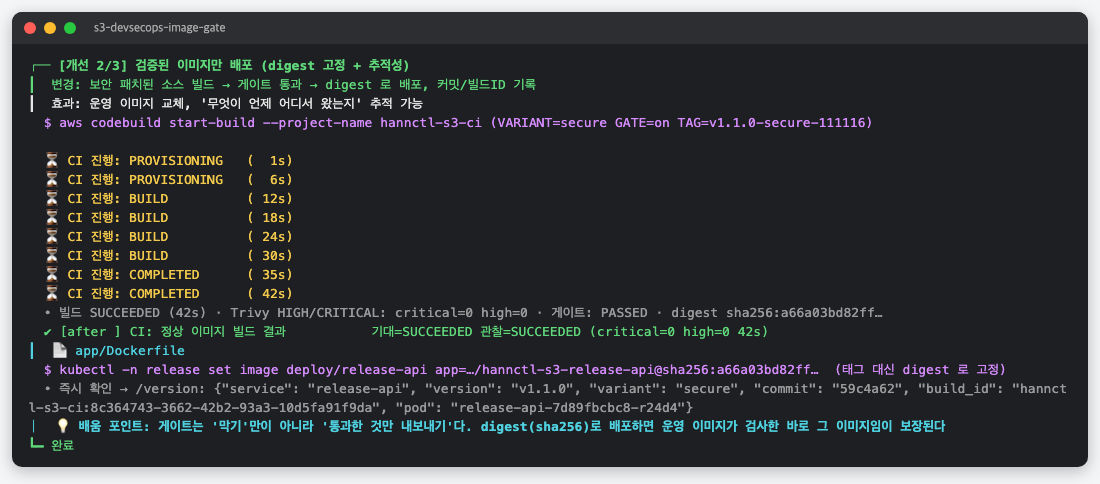 s3-devsecops-image-gate
[개선 2/3] 검증된 이미지만 배포 (digest 고정 + 추적성)
변경: 보안 패치된 소스 빌드 → 게이트 통과 → digest 로 배포, 커밋/빌드ID 기록
효과: 운영 이미지 교체, '무엇이 언제 어디서 왔는지' 추적 가능
$ aws codebuild start-build --project-name hannctl-s3-ci (VARIANT=secure GATE=on TAG=v1.1.0-secure-111116)
⏳ CI 진행: PROVISIONING ( 1s)
⏳ CI 진행: PROVISIONING ( 6s)
⏳ CI 진행: BUILD ( 12s)
⏳ CI 진행: BUILD ( 18s)
⏳ CI 진행: BUILD ( 24s)
⏳ CI 진행: BUILD ( 30s)
⏳ CI 진행: COMPLETED ( 35s)
⏳ CI 진행: COMPLETED ( 42s)
• 빌드 SUCCEEDED (42s) · Trivy HIGH/CRITICAL: critical=0 high=0 · 게이트: PASSED · digest sha256:a66a03bd82ff…
✔ [after ] CI: 정상 이미지 빌드 결과 기대=SUCCEEDED 관찰=SUCCEEDED (critical=0 high=0 42s)
📄 app/Dockerfile
$ kubectl -n release set image deploy/release-api app=…/hannctl-s3-release-api@sha256:a66a03bd82ff… (태그 대신 digest 로 고정)
• 즉시 확인 → /version: {"service": "release-api", "version": "v1.1.0", "variant": "secure", "commit": "59c4a62", "build_id": "hannct
l-s3-ci:8c364743-3662-42b2-93a3-10d5fa91f9da", "pod": "release-api-7d89fbcbc8-r24d4"}
💡 배움 포인트: 게이트는 '막기'만이 아니라 '통과한 것만 내보내기'다. digest(sha256)로 배포하면 운영 이미지가 검사한 바로 그 이미지임이 보장된다
완료